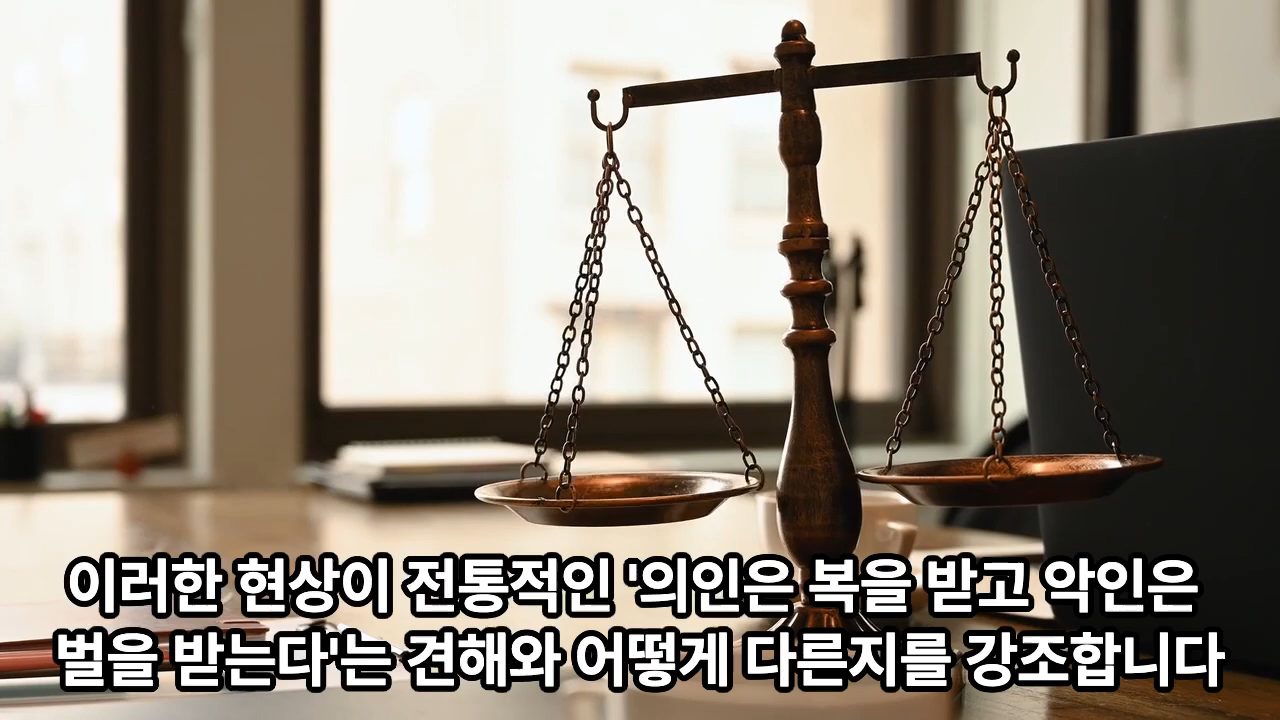 이러한 현상이 전통적인 '의인은 복을 받고 악인은
벌을 받는다'는 견해와 어떻게 다른지를 강조합니다